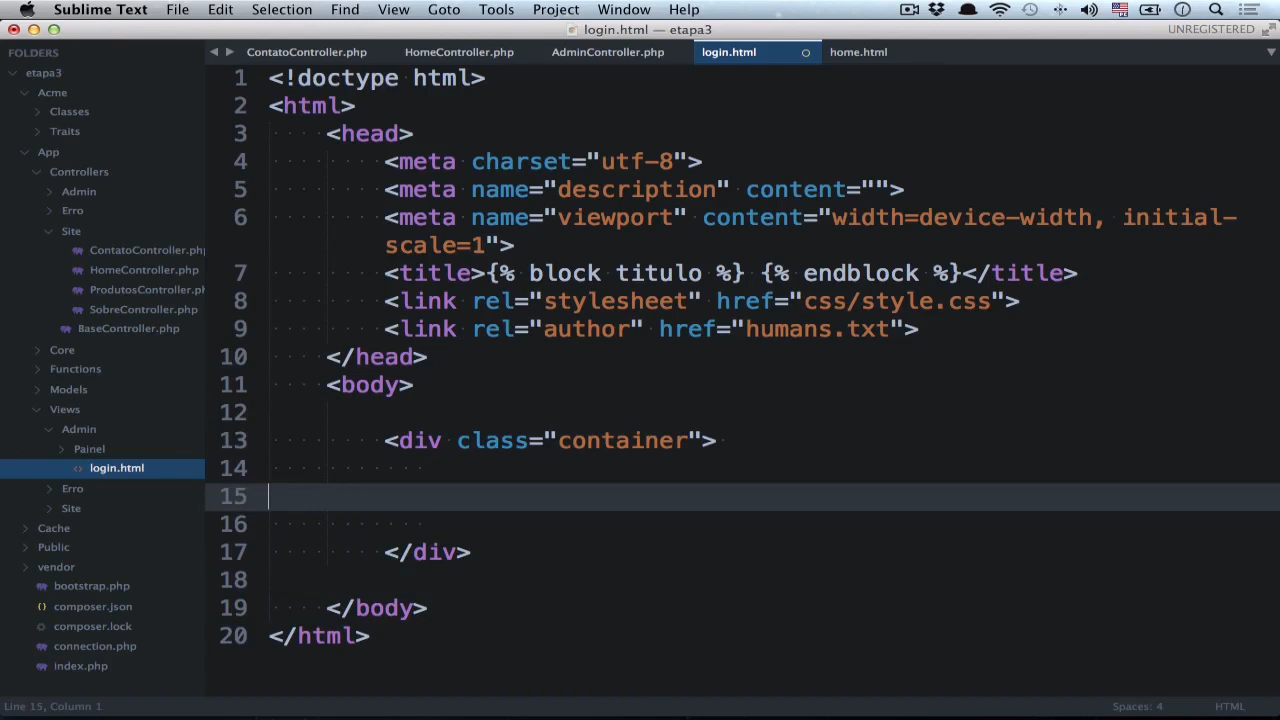 Sublime Text File Edit Selection Find View Goto Tools Project Window Help
login.html — etapa3
UNREGISTERED
FOLDERS
etapa3
Acme
Classes
Traits
App
Controllers
Admin
Erro
Site
ContatoController.ph
HomeController.php
ProdutosController.ph
SobreController.php
BaseController.php
Core
Functions
Models
Views
Admin
Painel
login.html
Erro
Site
Cache
Public
vendor
bootstrap.php
composer.json
composer.lock
connection.php
index.php
ContatoController.php HomeController.php AdminController.php login.html home.html
1 <!doctype html>
2 <html>
3 <head>
4 <meta charset="utf-8">
5 <meta name="description" content="">
6 <meta name="viewport" content="width=device-width, initial-
scale=1">
7 <title>{% block titulo %} {% endblock %}</title>
8 <link rel="stylesheet" href="css/style.css">
9 <link rel="author" href="humans.txt">
10 </head>
11 <body>
12
13 <div class="container">
14
15
16
17 </div>
18
19 </body>
20 </html>
Line 15, Column 1
Spaces: 4
HTML